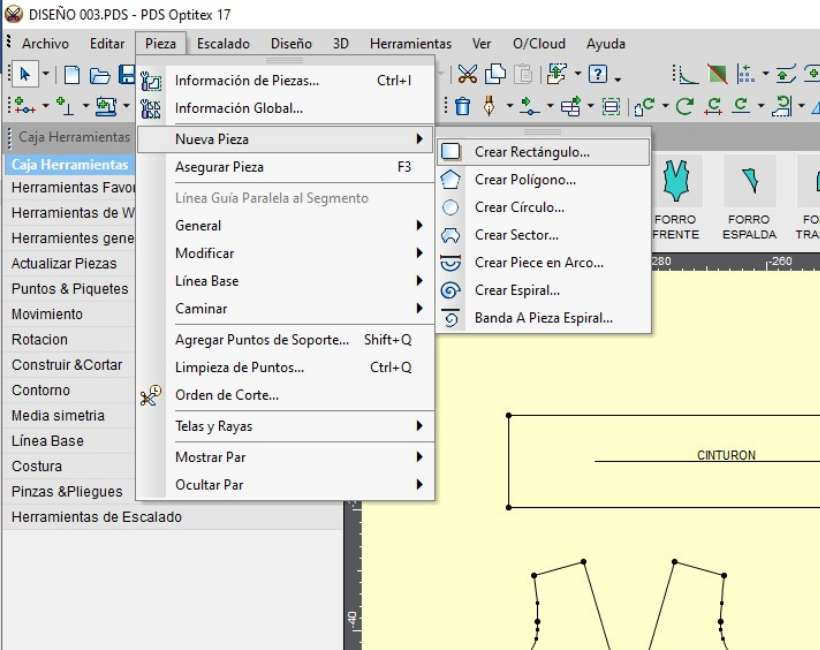 DISEÑO 003.PDS - PDS Optitex 17
Archivo Editar Pieza Escalado Diseño 3D Herramientas Ver O/Cloud Ayuda
Información de Piezas... Ctrl+I
Información Global...
Caja Herramientas
Nueva Pieza
Caja Herramientas
Asegurar Pieza F3
Herramientas Favor
Línea Guía Paralela al Segmento
Herramientas de W
General
Herramientes gene
Modificar
Actualizar Piezas
Línea Base
Puntos & Piquetes
Caminar
Movimiento
Rotacion
Agregar Puntos de Soporte... Shift+Q
Construir &Cortar
Limpieza de Puntos... Ctrl+Q
Contorno
Orden de Corte...
Media simetria
Telas y Rayas
Línea Base
Mostrar Par
Costura
Ocultar Par
Pinzas &Pliegues
Herramientas de Escalado
Crear Rectángulo...
Crear Polígono...
Crear Círculo...
Crear Sector...
Crear Piece en Arco...
Crear Espiral...
Banda A Pieza Espiral...
FORRO
FRENTE
FORRO
ESPALDA
FO
TRAS
280
-260
CINTURON
-40